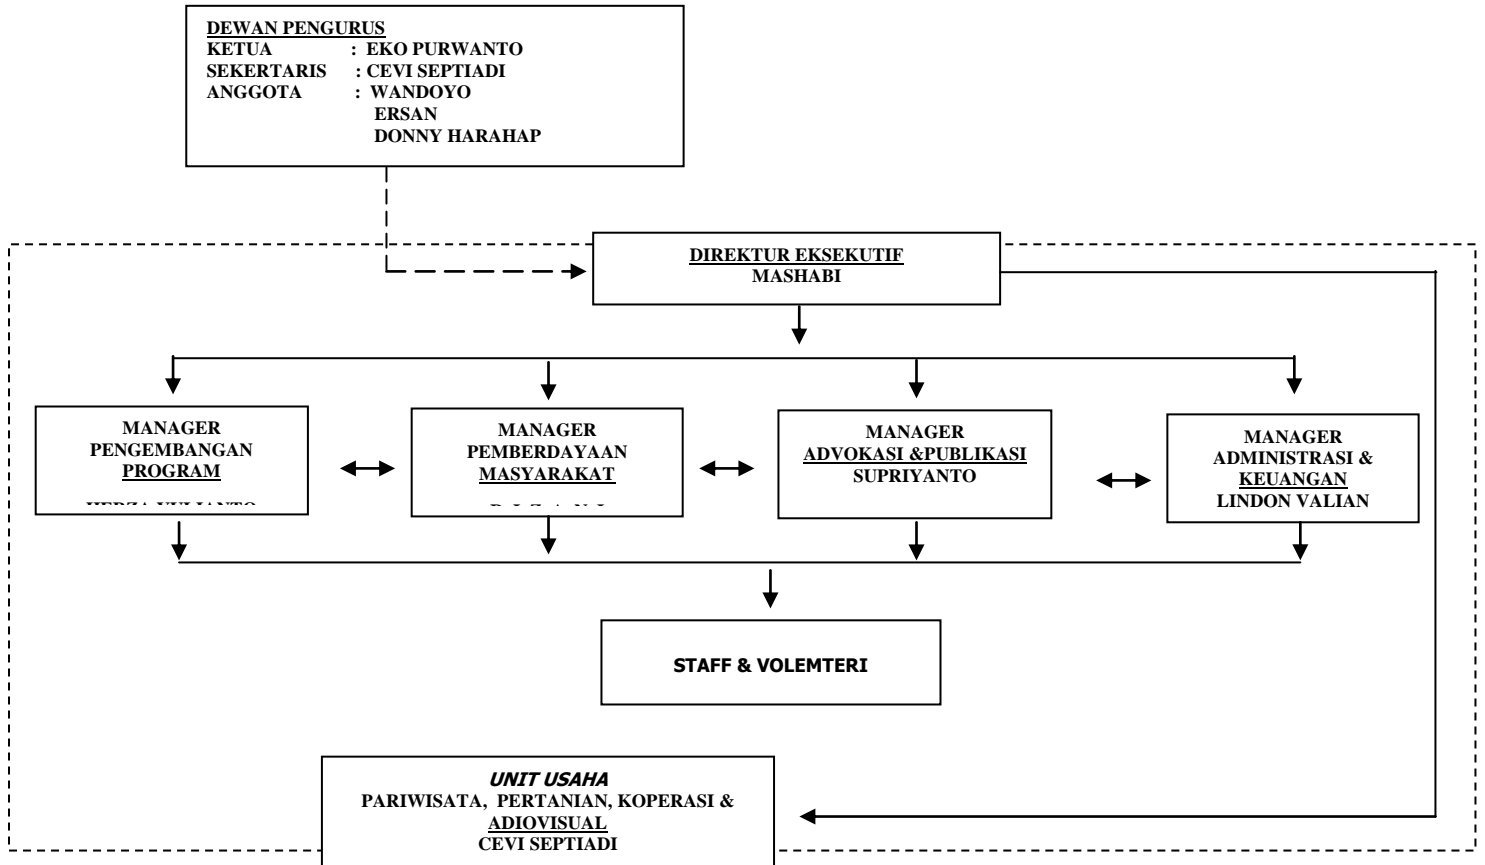 DEWAN PENGURUS
KETUA : EKO PURWANTO
SEKERTARIS : CEVI SEPTIADI
ANGGOTA : WANDOYO
ERSAN
DONNY HARAHAP
DIREKTUR EKSEKUTIF
MASHABI
MANAGER
PENGEMBANGAN
PROGRAM
MANAGER
PEMBERDAYAAN
MASYARAKAT
MANAGER
ADVOKASI &PUBLIKASI
SUPRIYANTO
MANAGER
ADMINISTRASI &
KEUANGAN
LINDON VALIAN
STAFF & VOLEMTERI
UNIT USAHA
PARIWISATA, PERTANIAN, KOPERASI &
ADIOVISUAL
CEVI SEPTIADI